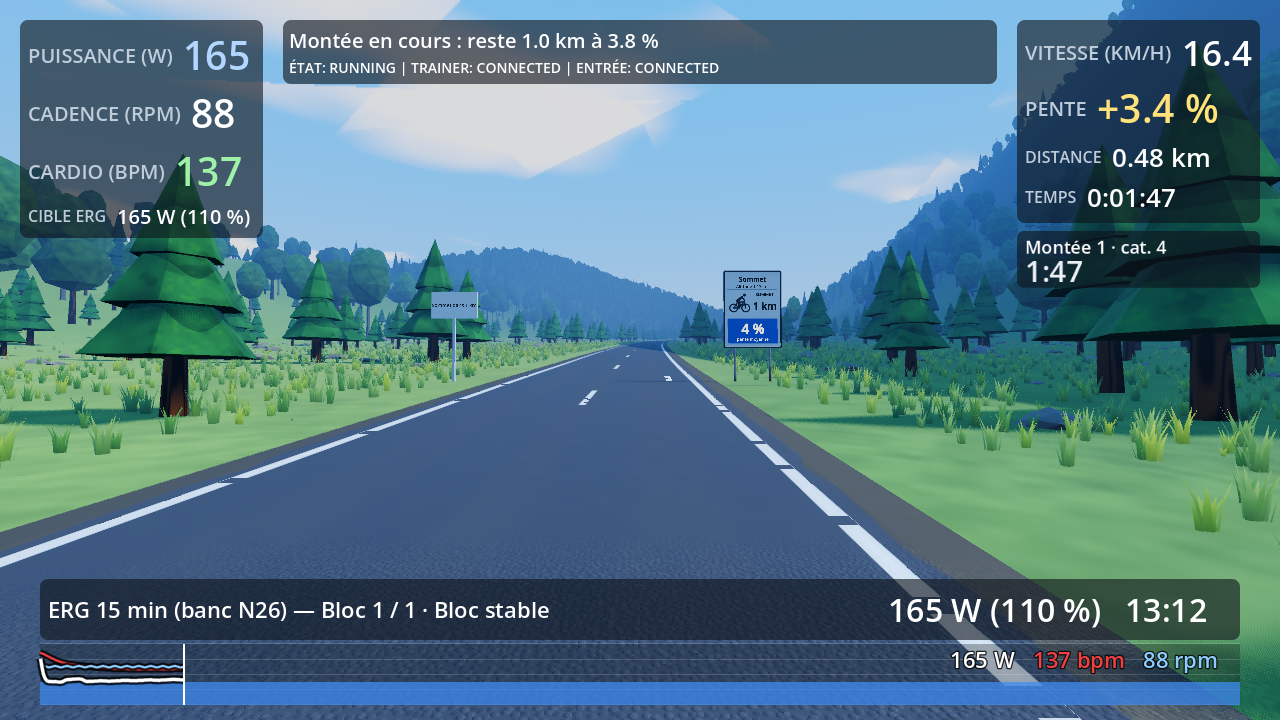 PUISSANCE (W) 165
CADENCE (RPM) 88
CARDIO (BPM) 137
CIBLE ERG 165 W (110 %)
Montée en cours : reste 1.0 km à 3.8 %
ÉTAT: RUNNING | TRAINER: CONNECTED | ENTRÉE: CONNECTED
VITESSE (KM/H) 16.4
PENTE +3.4 %
DISTANCE 0.48 km
TEMPS 0:01:47
Montée 1 · cat. 4
1:47
Sommet
1 km
4 %
ERG 15 min (banc N26) — Bloc 1 / 1 · Bloc stable
165 W (110 %) 13:12
165 W 137 bpm 88 rpm